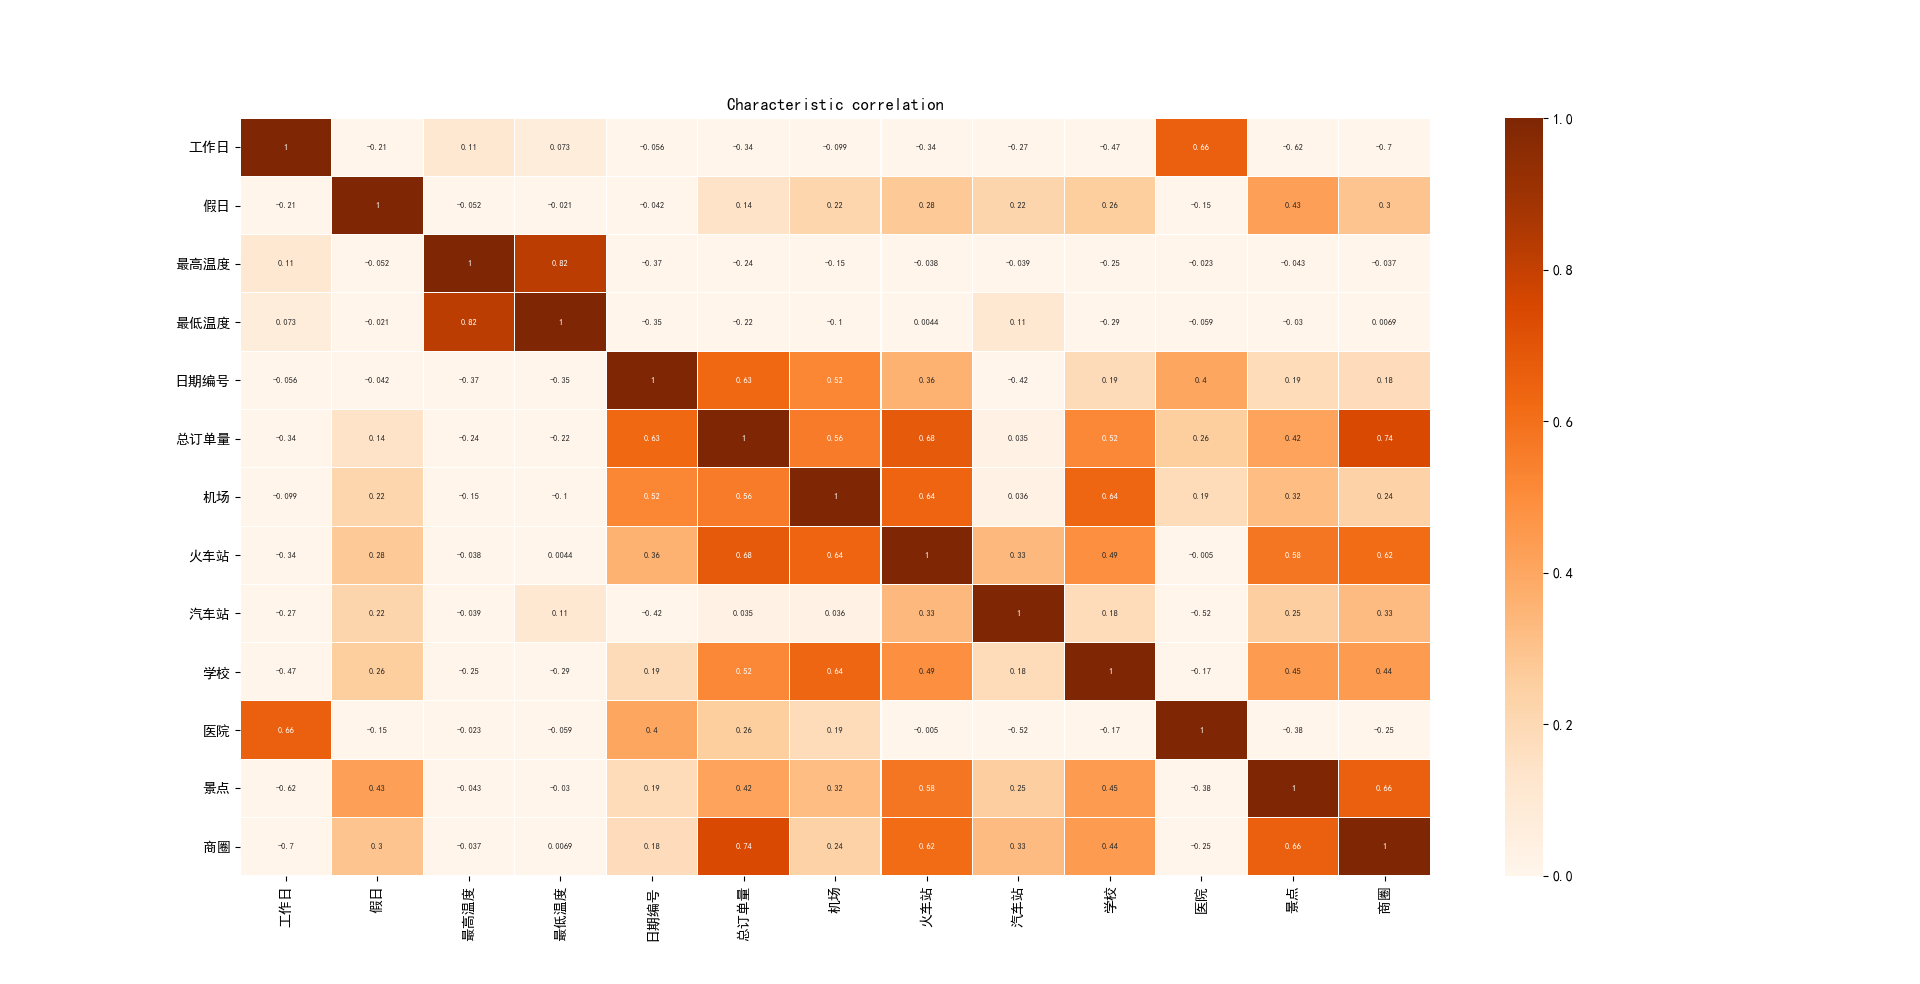 Characteristic correlation
工作日 1 -0.21 0.11 0.073 -0.056 -0.34 -0.099 -0.34 -0.27 -0.47 0.66 -0.62 -0.7
假日 -0.21 1 -0.052 -0.021 -0.042 0.14 0.22 0.28 0.22 0.26 -0.15 0.43 0.3
最高温度 0.11 -0.052 1 0.82 -0.37 -0.24 -0.15 -0.038 -0.039 -0.25 -0.023 -0.043 -0.037
最低温度 0.073 -0.021 0.82 1 -0.35 -0.22 -0.1 0.0044 0.11 -0.29 -0.059 -0.03 0.0069
日期编号 -0.056 -0.042 -0.37 -0.35 1 0.63 0.52 0.36 -0.42 0.19 0.4 0.19 0.18
总订单量 -0.34 0.14 -0.24 -0.22 0.63 1 0.56 0.68 0.035 0.52 0.26 0.42 0.74
机场 -0.099 0.22 -0.15 -0.1 0.52 0.56 1 0.64 0.036 0.64 0.19 0.32 0.24
火车站 -0.34 0.28 -0.038 0.0044 0.36 0.68 0.64 1 0.33 0.49 -0.005 0.58 0.62
汽车站 -0.27 0.22 -0.039 0.11 -0.42 0.035 0.036 0.33 1 0.18 -0.52 0.25 0.33
学校 -0.47 0.26 -0.25 -0.29 0.19 0.52 0.64 0.49 0.18 1 -0.17 0.45 0.44
医院 0.66 -0.15 -0.023 -0.059 0.4 0.26 0.19 -0.005 -0.52 -0.17 1 -0.38 -0.25
景点 -0.62 0.43 -0.043 -0.03 0.19 0.42 0.32 0.58 0.25 0.45 -0.38 1 0.66
商圈 -0.7 0.3 -0.037 0.0069 0.18 0.74 0.24 0.62 0.33 0.44 -0.25 0.66 1
工作日 假日 最高温度 最低温度 日期编号 总订单量 机场 火车站 汽车站 学校 医院 景点 商圈
1.0
0.8
0.6
0.4
0.2
0.0